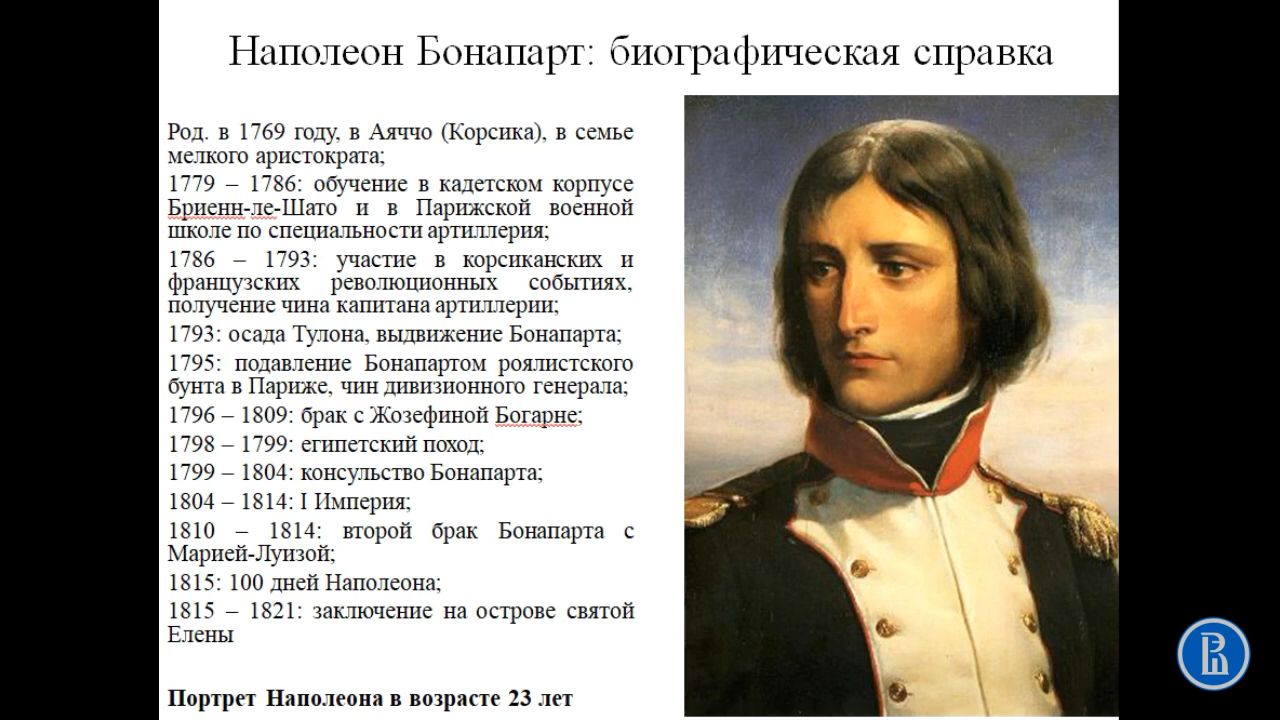 Наполеон Бонапарт: биографическая справка
Род. в 1769 году, в Аяччо (Корсика), в семье
мелкого аристократа;
1779 – 1786: обучение в кадетском корпусе
Бриенн-ле-Шато и в Парижской военной
школе по специальности артиллерия;
1786 – 1793: участие в корсиканских и
французских революционных событиях,
получение чина капитана артиллерии;
1793: осада Тулона, выдвижение Бонапарта;
1795: подавление Бонапартом роялистского
бунта в Париже, чин дивизионного генерала;
1796 – 1809: брак с Жозефиной Богарне;
1798 – 1799: египетский поход;
1799 – 1804: консульство Бонапарта;
1804 – 1814: I Империя;
1810 – 1814: второй брак Бонапарта с
Марией-Луизой;
1815: 100 дней Наполеона;
1815 – 1821: заключение на острове святой
Елены
Портрет Наполеона в возрасте 23 лет